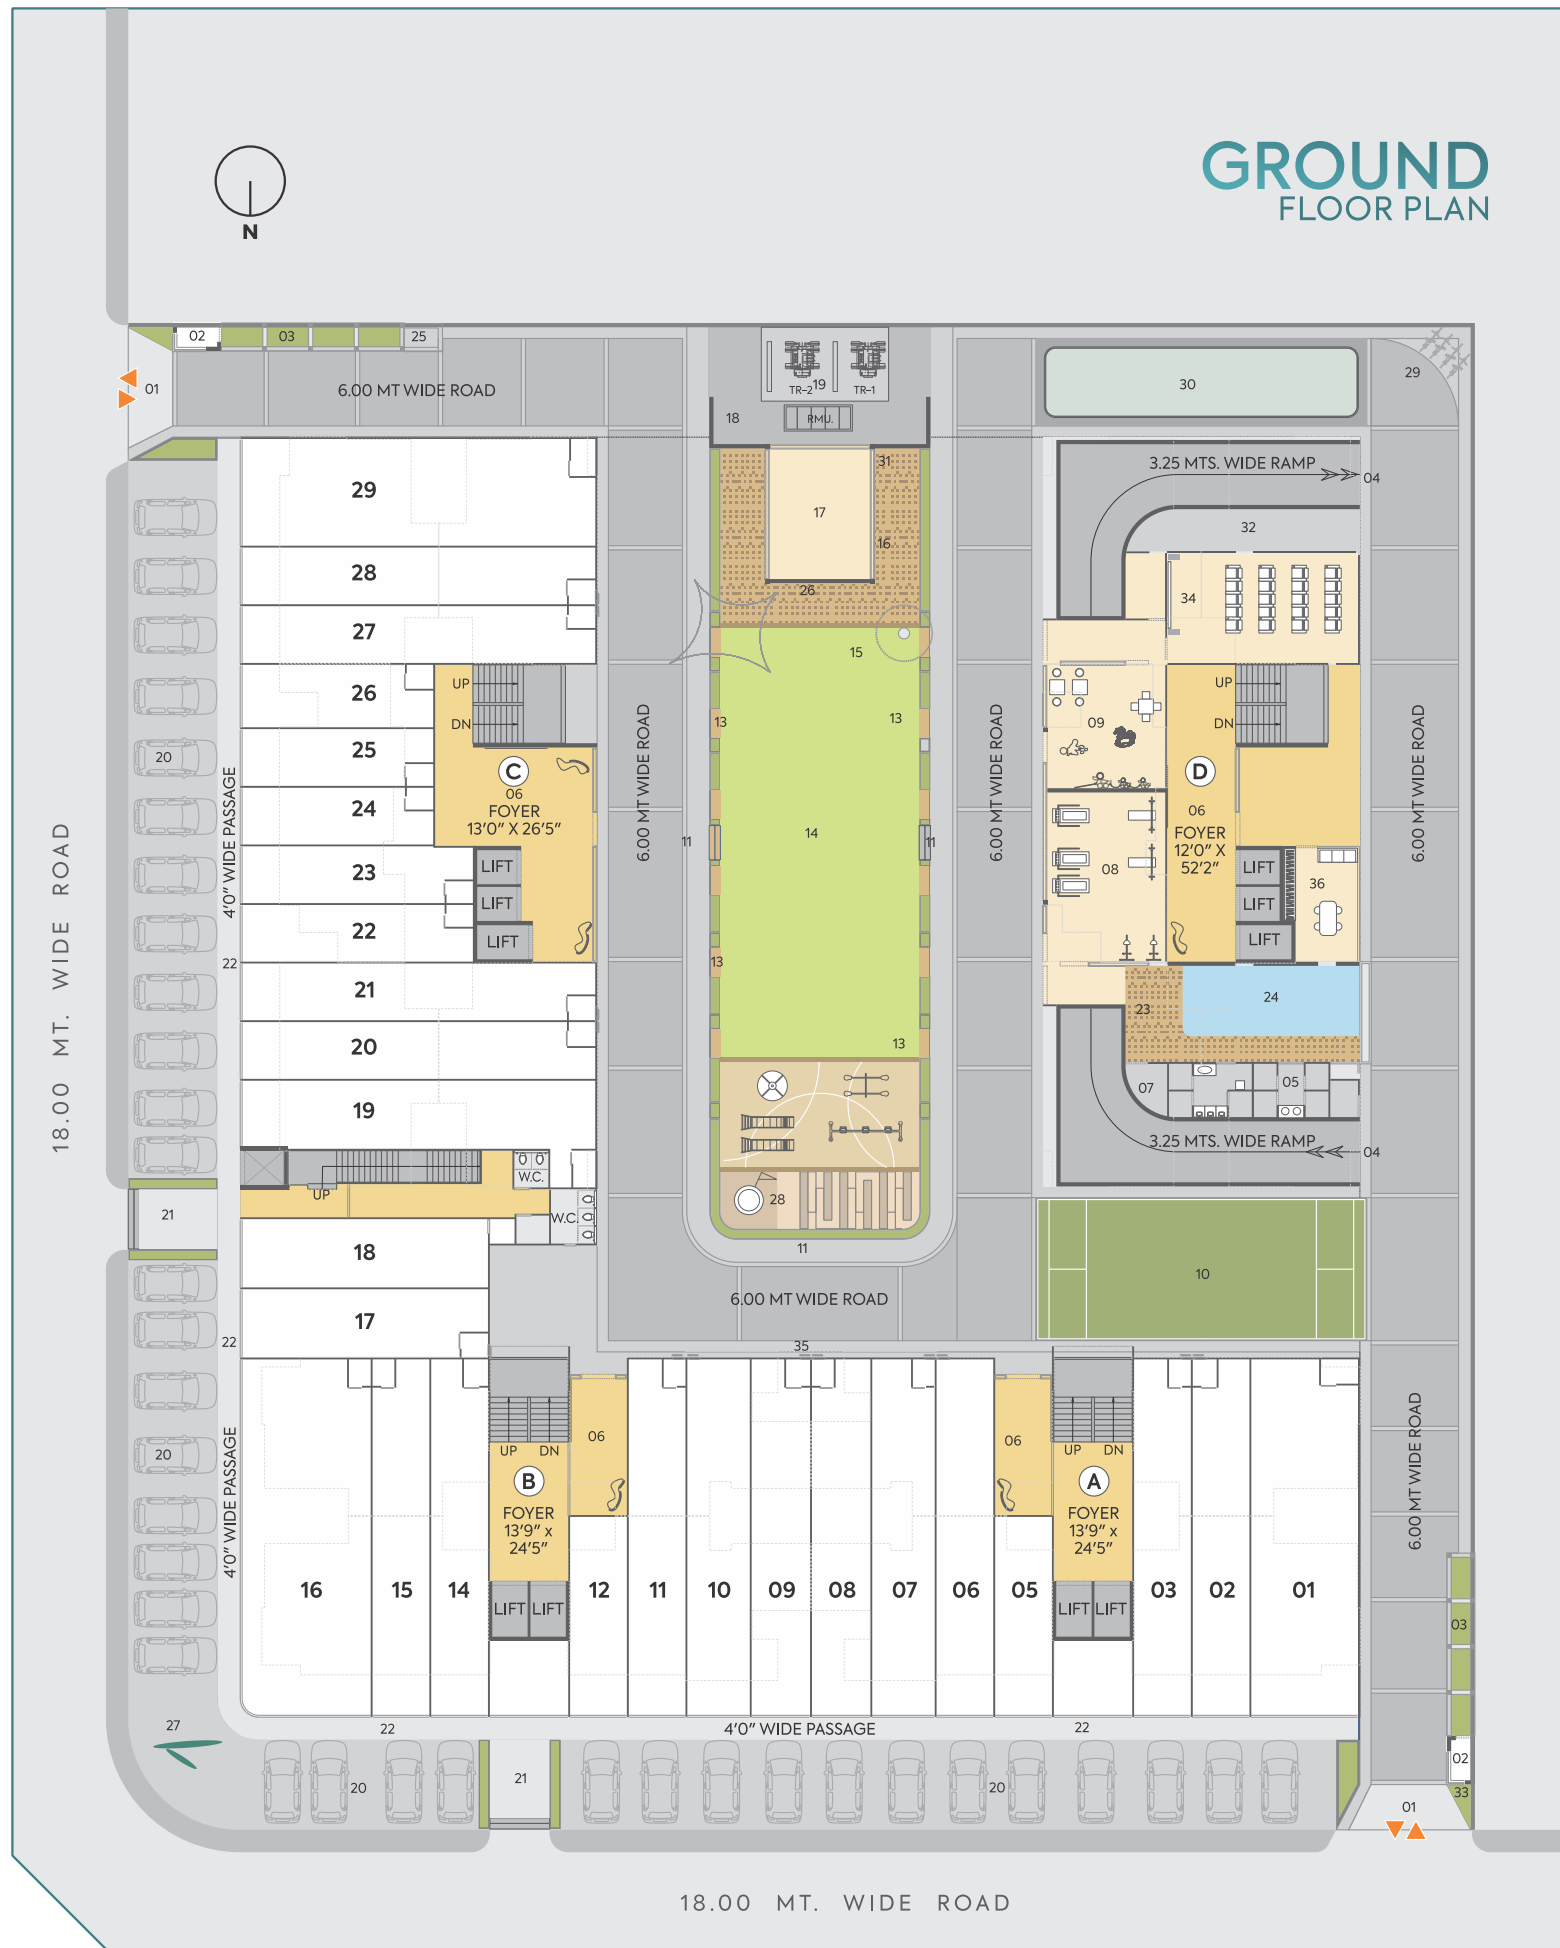 GROUND
FLOOR PLAN
N
02
03
25
01
6.00 MT WIDE ROAD
TR-2
19
TR-1
18
RMU.
30
29
29
31
17
16
26
3.25 MTS. WIDE RAMP
04
32
28
27
34
15
26
UP
DN
13
13
09
UP
DN
25
20
C
06
FOYER
13'0" X 26'5"
D
06
FOYER
12'0" X
52'2"
24
4'0" WIDE PASSAGE
6.00 MT WIDE ROAD
6.00 MT WIDE ROAD
6.00 MT WIDE ROAD
11
14
11
08
36
23
LIFT
LIFT
LIFT
LIFT
LIFT
LIFT
22
22
13
18.00 MT. WIDE ROAD
21
23
24
20
13
07
05
19
3.25 MTS. WIDE RAMP
04
W.C.
UP
28
21
W.C.
18
11
10
6.00 MT WIDE ROAD
17
22
35
20
4'0" WIDE PASSAGE
06
06
UP
DN
UP
DN
B
FOYER
13'9" x
24'5"
A
FOYER
13'9" x
24'5"
6.00 MT WIDE ROAD
16
15
14
12
11
10
09
08
07
06
05
03
02
01
LIFT
LIFT
LIFT
LIFT
03
27
22
4'0" WIDE PASSAGE
22
02
20
21
20
33
01
18.00 MT. WIDE ROAD